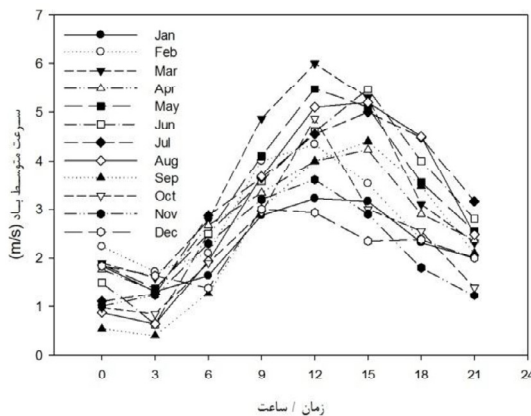 7
6
5
4
3
2
1
0
سرعت متوسط باد (m/s)
Jan
Feb
Mar
Apr
May
Jun
Jul
Aug
Sep
Oct
Nov
Dec
0 3 6 9 12 15 18 21 24
زمان / ساعت